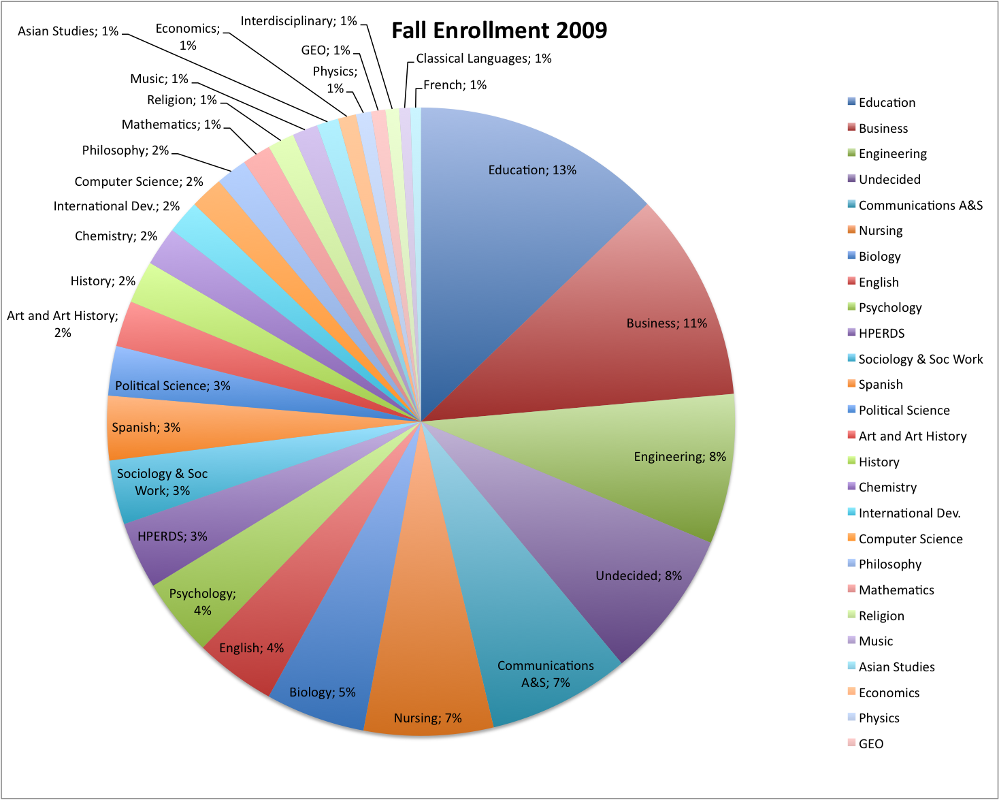 Fall Enrollment 2009
Interdisciplinary; 1%
Asian Studies; 1%
Economics;
1%
GEO; 1%
Classical Languages; 1%
Physics;
1%
Music; 1%
French; 1%
Religion; 1%
Mathematics; 1%
Philosophy; 2%
Computer Science; 2%
International Dev.; 2%
Chemistry; 2%
History; 2%
Art and Art History;
2%
Political Science; 3%
Spanish; 3%
Sociology & Soc
Work; 3%
HPERDS; 3%
Psychology;
4%
English; 4%
Biology; 5%
Nursing; 7%
Communications
A&S; 7%
Undecided; 8%
Engineering; 8%
Business; 11%
Education; 13%
Education
Business
Engineering
Undecided
Communications A&S
Nursing
Biology
English
Psychology
HPERDS
Sociology & Soc Work
Spanish
Political Science
Art and Art History
History
Chemistry
International Dev.
Computer Science
Philosophy
Mathematics
Religion
Music
Asian Studies
Economics
Physics
GEO